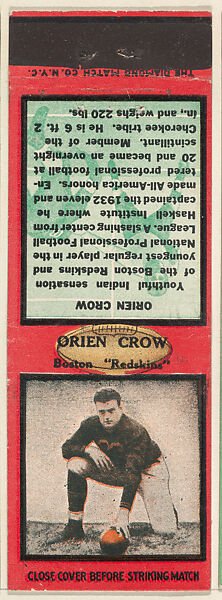 THE DIAMOND MATCH CO. N.Y.C.
ORIEN CROW
Youthful Indian sensation
of the Boston Redskins and
youngest regular player in the
National Professional Football
League. A slashing center from
Haskell Institute where he
captained the 1932 eleven and
made All-America honors. En-
tered professional football at
20 and became an overnight
scintillant. Member of the
Cherokee tribe. He is 6 ft. 2
in., and weighs 220 lbs.
ORIEN CROW
Boston "Redskins"
CLOSE COVER BEFORE STRIKING MATCH